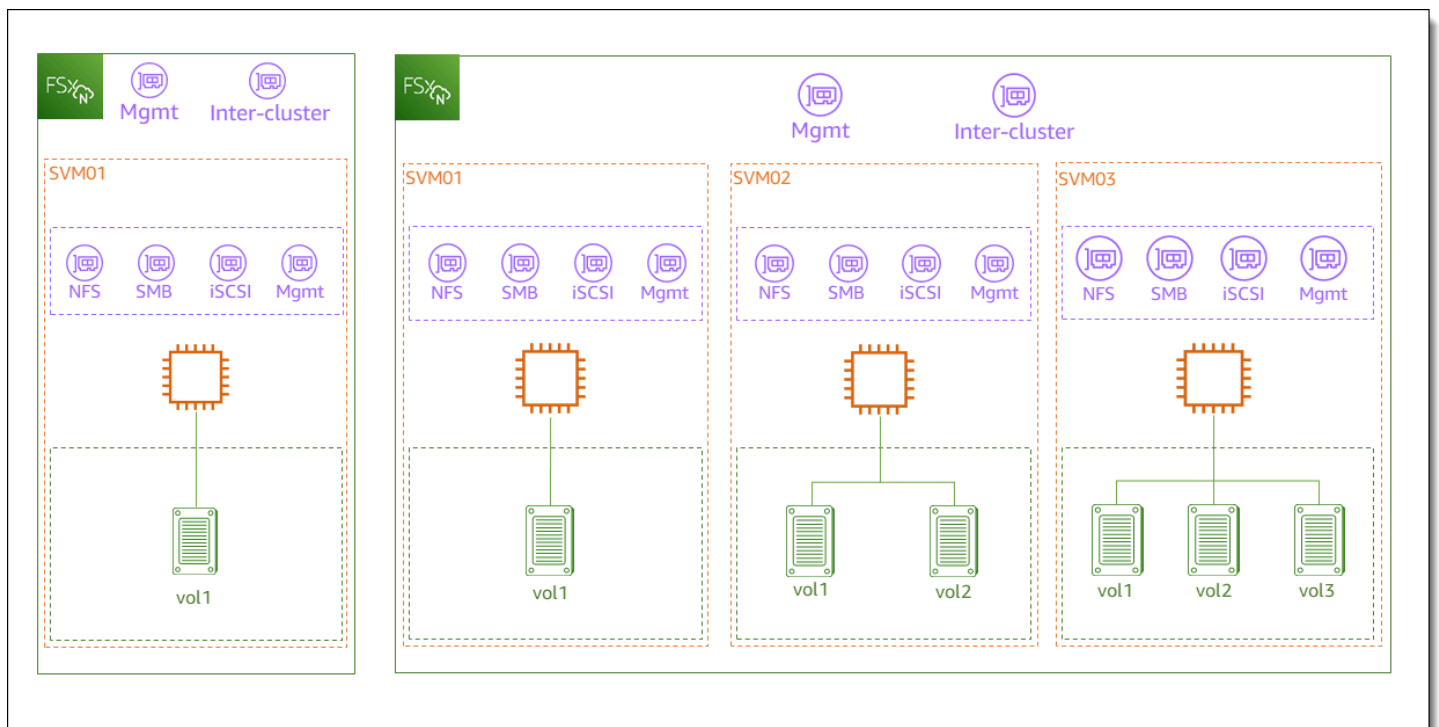 FSx N
Mgmt
Inter-cluster
SVM01
NFS SMB iSCSI Mgmt
vol1
FSx N
Mgmt
Inter-cluster
SVM01
NFS SMB iSCSI Mgmt
vol1
SVM02
NFS SMB iSCSI Mgmt
vol1 vol2
SVM03
NFS SMB iSCSI Mgmt
vol1 vol2 vol3